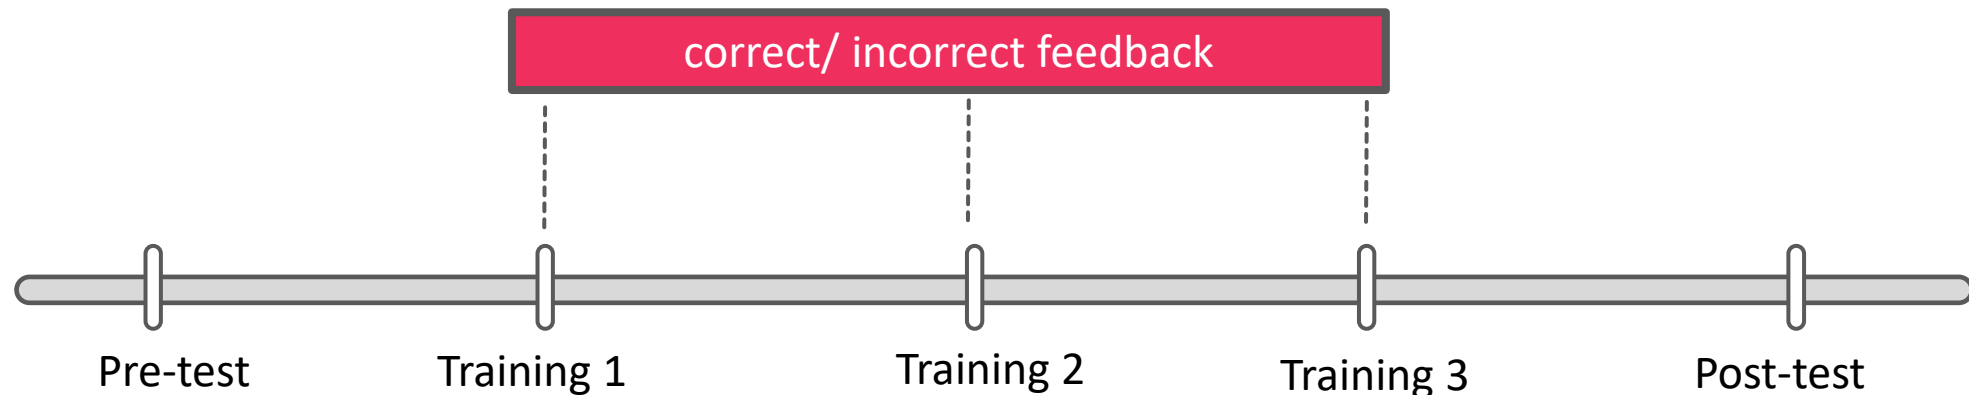 correct/ incorrect feedback
Pre-test
Training 1
Training 2
Training 3
Post-test